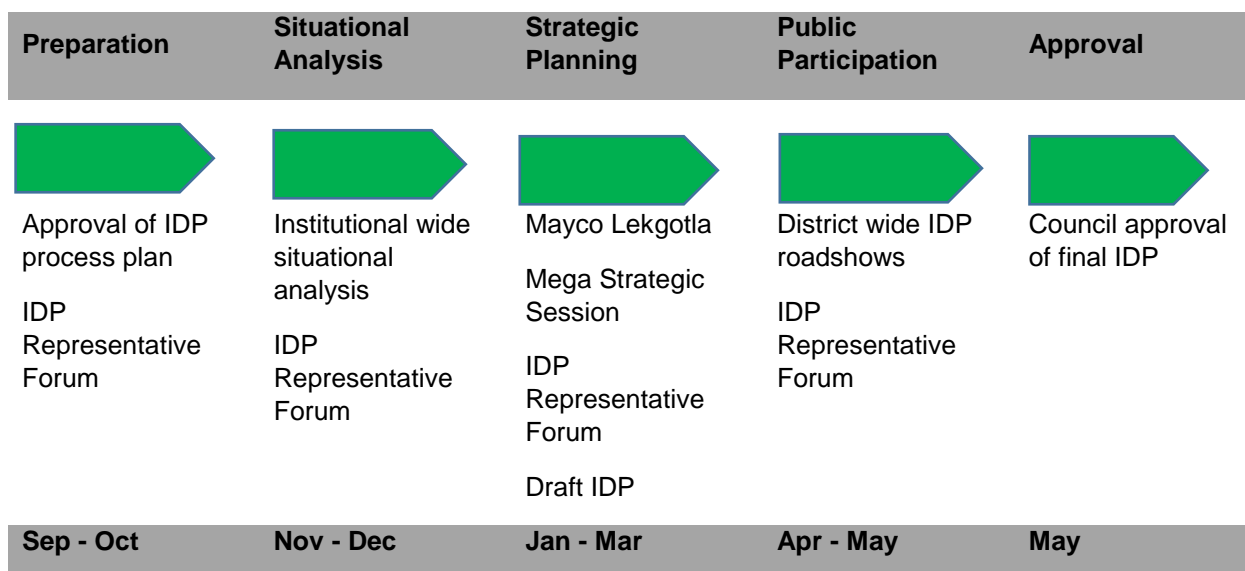 Preparation
Situational
Analysis
Strategic
Planning
Public
Participation
Approval
Approval of IDP
process plan
IDP
Representative
Forum
Institutional wide
situational
analysis
IDP
Representative
Forum
Mayco Lekgotla
Mega Strategic
Session
IDP
Representative
Forum
Draft IDP
District wide IDP
roadshows
IDP
Representative
Forum
Council approval
of final IDP
Sep - Oct
Nov - Dec
Jan - Mar
Apr - May
May